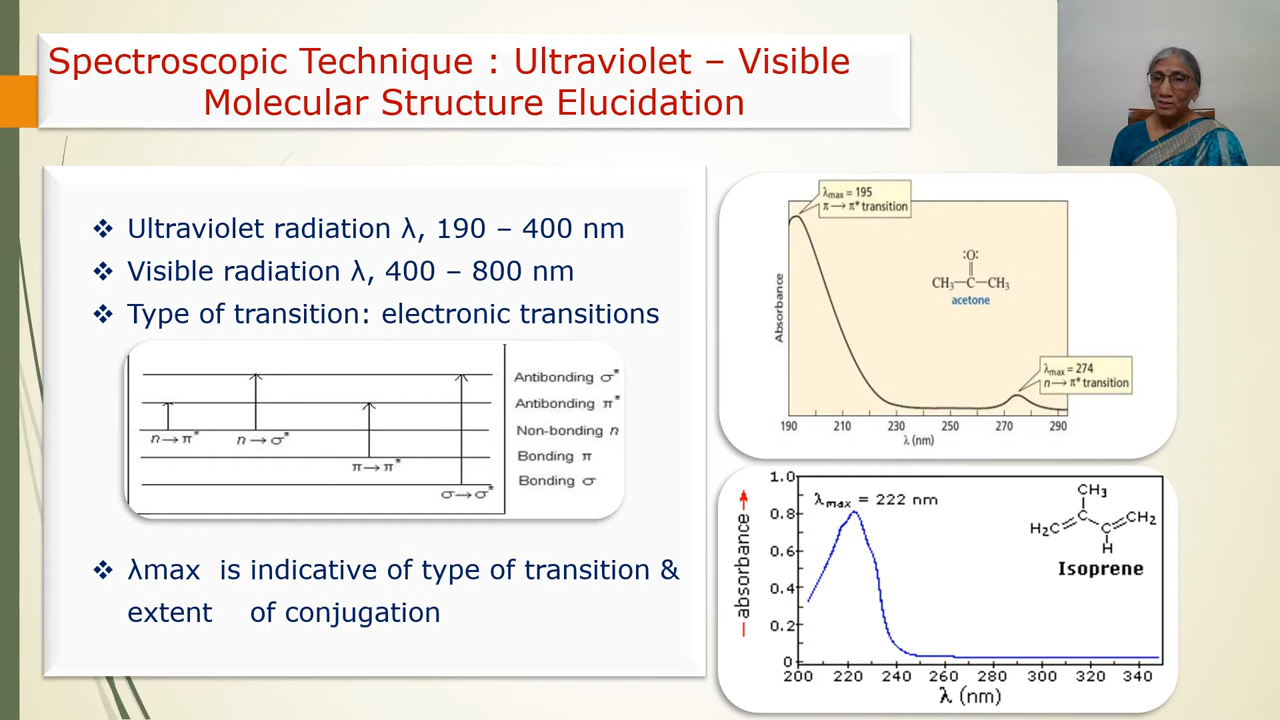 Spectroscopic Technique : Ultraviolet – Visible
Molecular Structure Elucidation
❖ Ultraviolet radiation λ, 190 – 400 nm
❖ Visible radiation λ, 400 – 800 nm
❖ Type of transition: electronic transitions
Antibonding σ*
Antibonding π*
Non-bonding n
Bonding π
Bonding σ
n→π*
n→σ*
π→π*
σ→σ*
❖ λmax is indicative of type of transition &
extent of conjugation
λmax = 195
π→π* transition
:O:
‖
CH₃—C—CH₃
acetone
λmax = 274
n→π* transition
Absorbance
190 210 230 250 270 290
λ (nm)
1.0
0.8
0.6
0.4
0.2
0
absorbance
λmax = 222 nm
CH₃
H₂C C C CH₂
H
Isoprene
200 220 240 260 280 300 320 340
λ (nm)